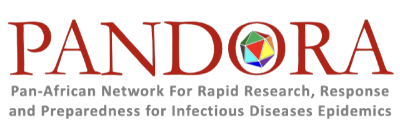 PANDORA
Pan-African Network For Rapid Research, Response
and Preparedness for Infectious Diseases Epidemics